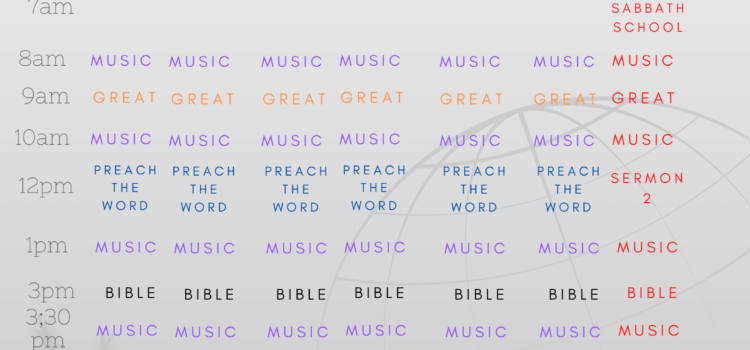 7am SABBATH
SCHOOL
8am MUSIC MUSIC MUSIC MUSIC MUSIC MUSIC MUSIC
9am GREAT GREAT GREAT GREAT GREAT GREAT GREAT
10am MUSIC MUSIC MUSIC MUSIC MUSIC MUSIC MUSIC
PREACH PREACH PREACH PREACH PREACH PREACH SERMON
12pm THE THE THE THE THE THE 2
WORD WORD WORD WORD WORD WORD
1pm MUSIC MUSIC MUSIC MUSIC MUSIC MUSIC MUSIC
3pm BIBLE BIBLE BIBLE BIBLE BIBLE BIBLE BIBLE
3;30 MUSIC MUSIC MUSIC MUSIC MUSIC MUSIC MUSIC
pm